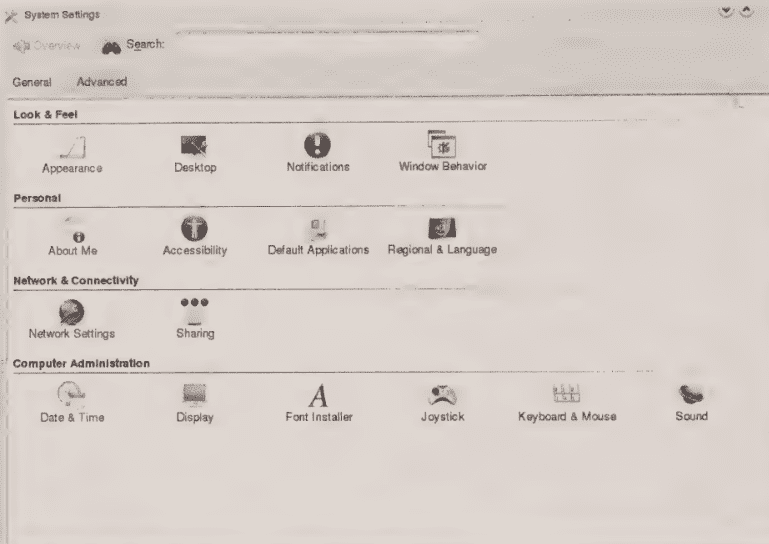 System Settings
Overview Search:
General Advanced
Look & Feel
Appearance Desktop Notifications Window Behavior
Personal
About Me Accessibility Default Applications Regional & Language
Network & Connectivity
Network Settings Sharing
Computer Administration
Date & Time Display Font Installer Joystick Keyboard & Mouse Sound